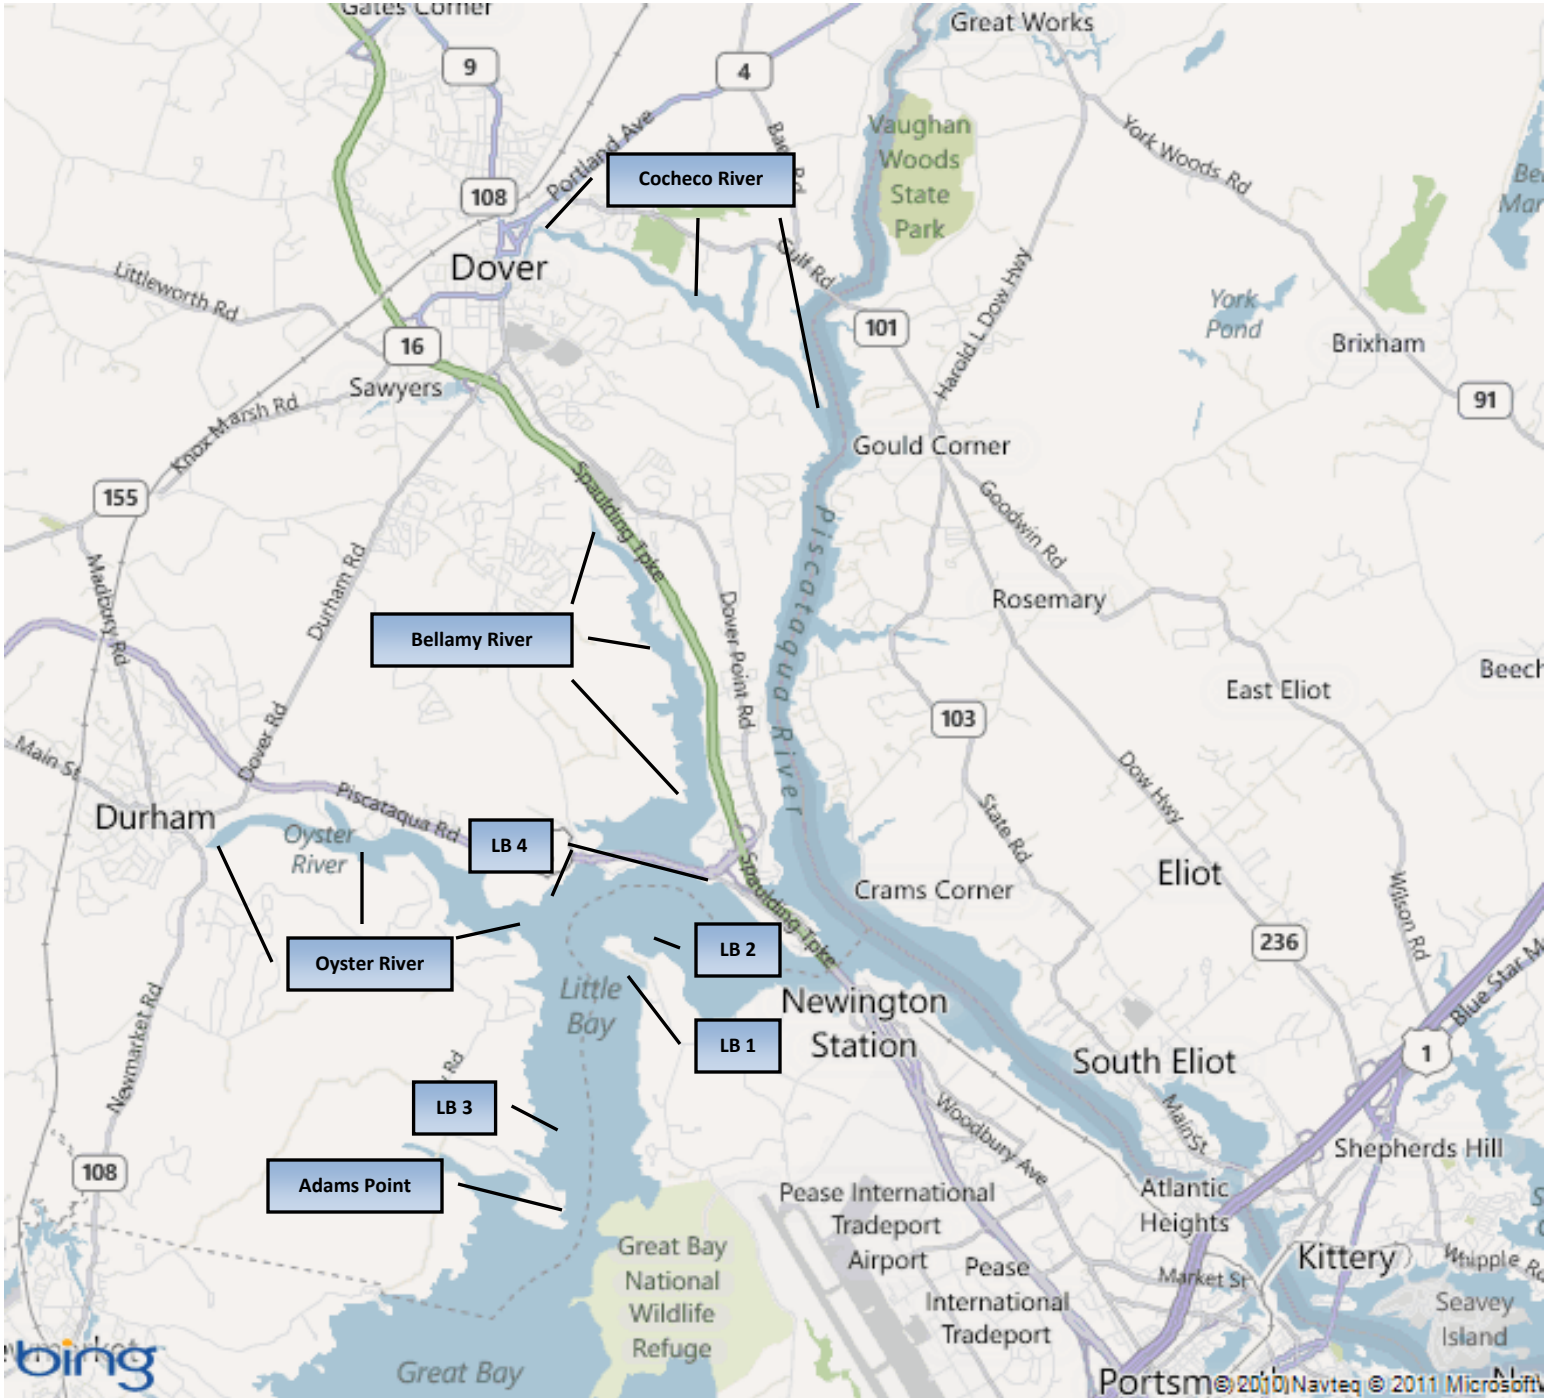 Gates Corner
Great Works
9
4
Portland Ave
Vaughan
Woods
State
Park
York Woods Rd
Cocheco River
108
Dover
Gulf Rd
Littleworth Rd
Harold L Dow Hwy
York
Pond
16
101
Brixham
Sawyers
91
Knox Marsh Rd
Gould Corner
155
Spaulding Tpke
Goodwin Rd
Piscataqua River
Madbury Rd
Durham Rd
Dover Point Rd
Rosemary
Bellamy River
Beech
East Eliot
103
Main St
Dover Rd
Dow Hwy
Piscataqua Rd
State Rd
Durham
Oyster
River
LB 4
Spaulding Tpke
Eliot
Crams Corner
Wilson Rd
236
Oyster River
LB 2
Little
Bay
Newington
Station
Blue Star M
Newmarket Rd
LB 1
1
South Eliot
Rd
LB 3
Woodbury Ave
Main St
Shepherds Hill
108
Adams Point
Pease International
Tradeport
Airport
Atlantic
Heights
Great Bay
National
Wildlife
Refuge
Kittery
Whipple Rd
Pease
International
Tradeport
Market St
Seavey
Island
bing
Great Bay
Portsm
© 2010 Navteq © 2011 Microsoft